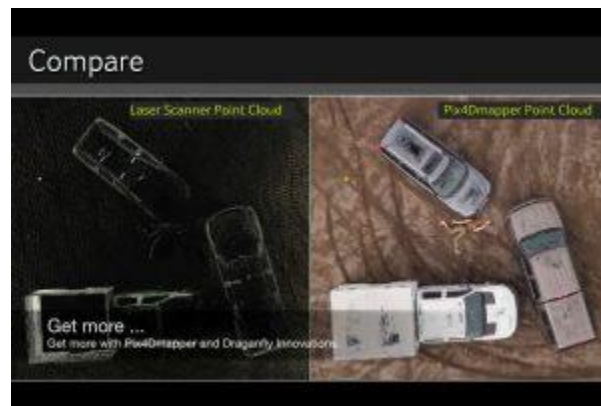 Compare
Laser Scanner Point Cloud
Pix4Dmapper Point Cloud
Get more ...
Get more with Pix4Dmapper and Draganfly Innovations